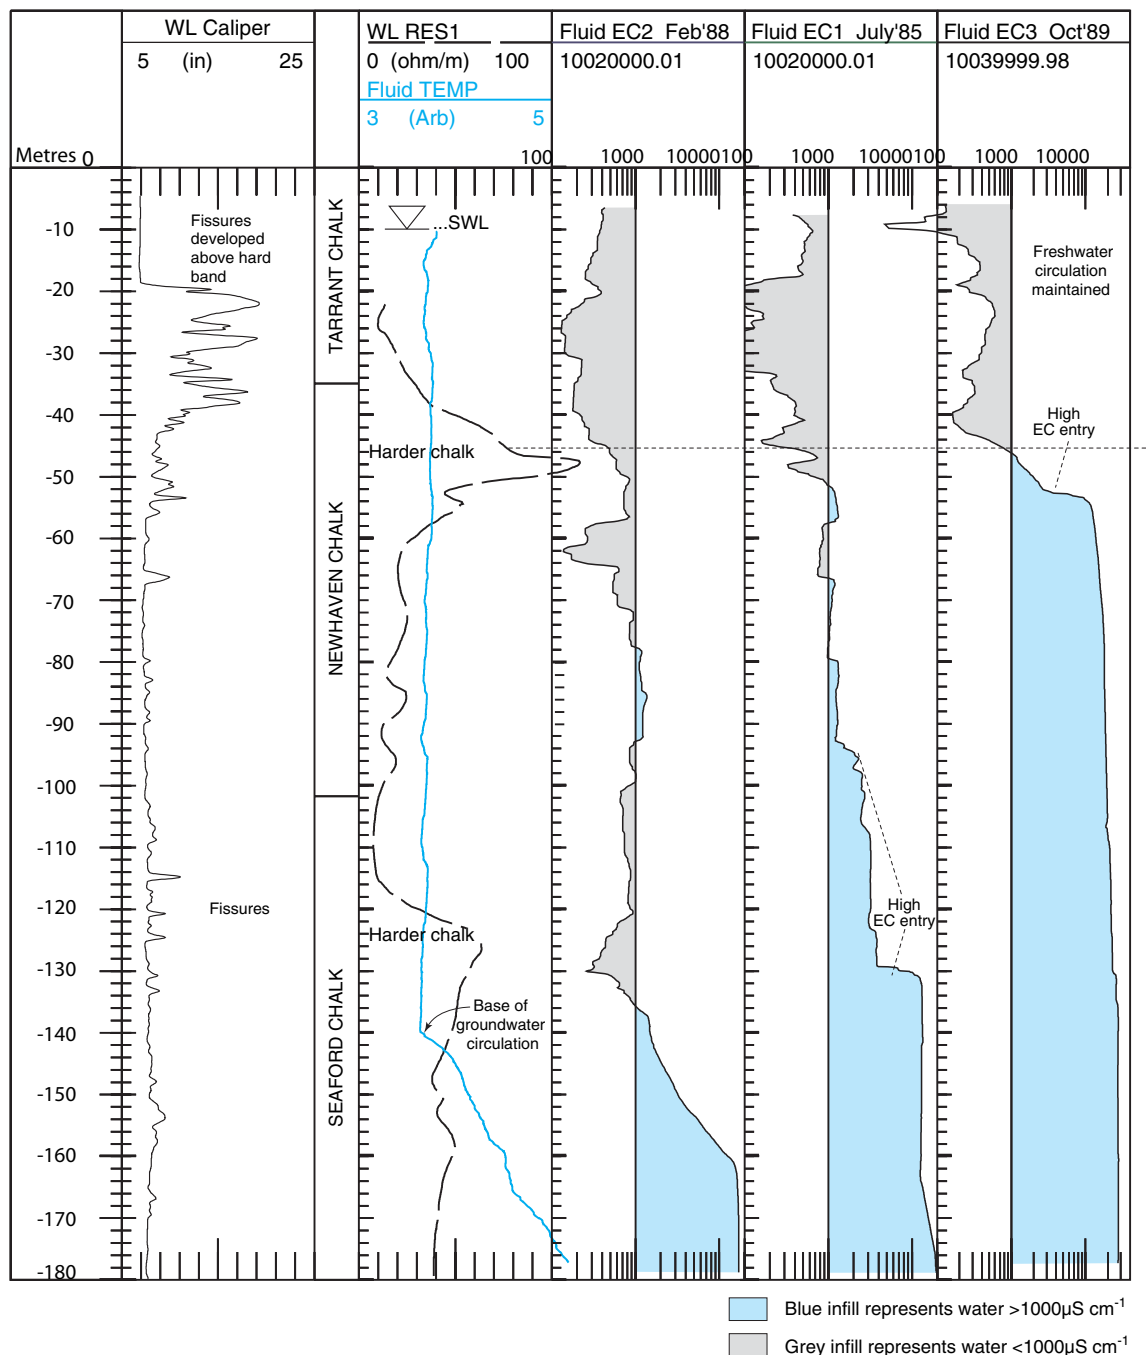 WL Caliper
5 (in) 25
WL RES1
0 (ohm/m) 100
Fluid TEMP
3 (Arb) 5
Fluid EC2 Feb'88
10020000.01
Fluid EC1 July'85
10020000.01
Fluid EC3 Oct'89
10039999.98
Metres 0
100 1000 10000100 1000 10000100 1000 10000
-10
-20
-30
-40
-50
-60
-70
-80
-90
-100
-110
-120
-130
-140
-150
-160
-170
-180
Fissures
developed
above hard
band
Fissures
TARRANT CHALK
NEWHAVEN CHALK
SEAFORD CHALK
...SWL
Harder chalk
Harder chalk
Base of
groundwater
circulation
High
EC entry
Freshwater
circulation
maintained
High
EC entry
Blue infill represents water >1000µS cm-1
Grey infill represents water <1000µS cm-1